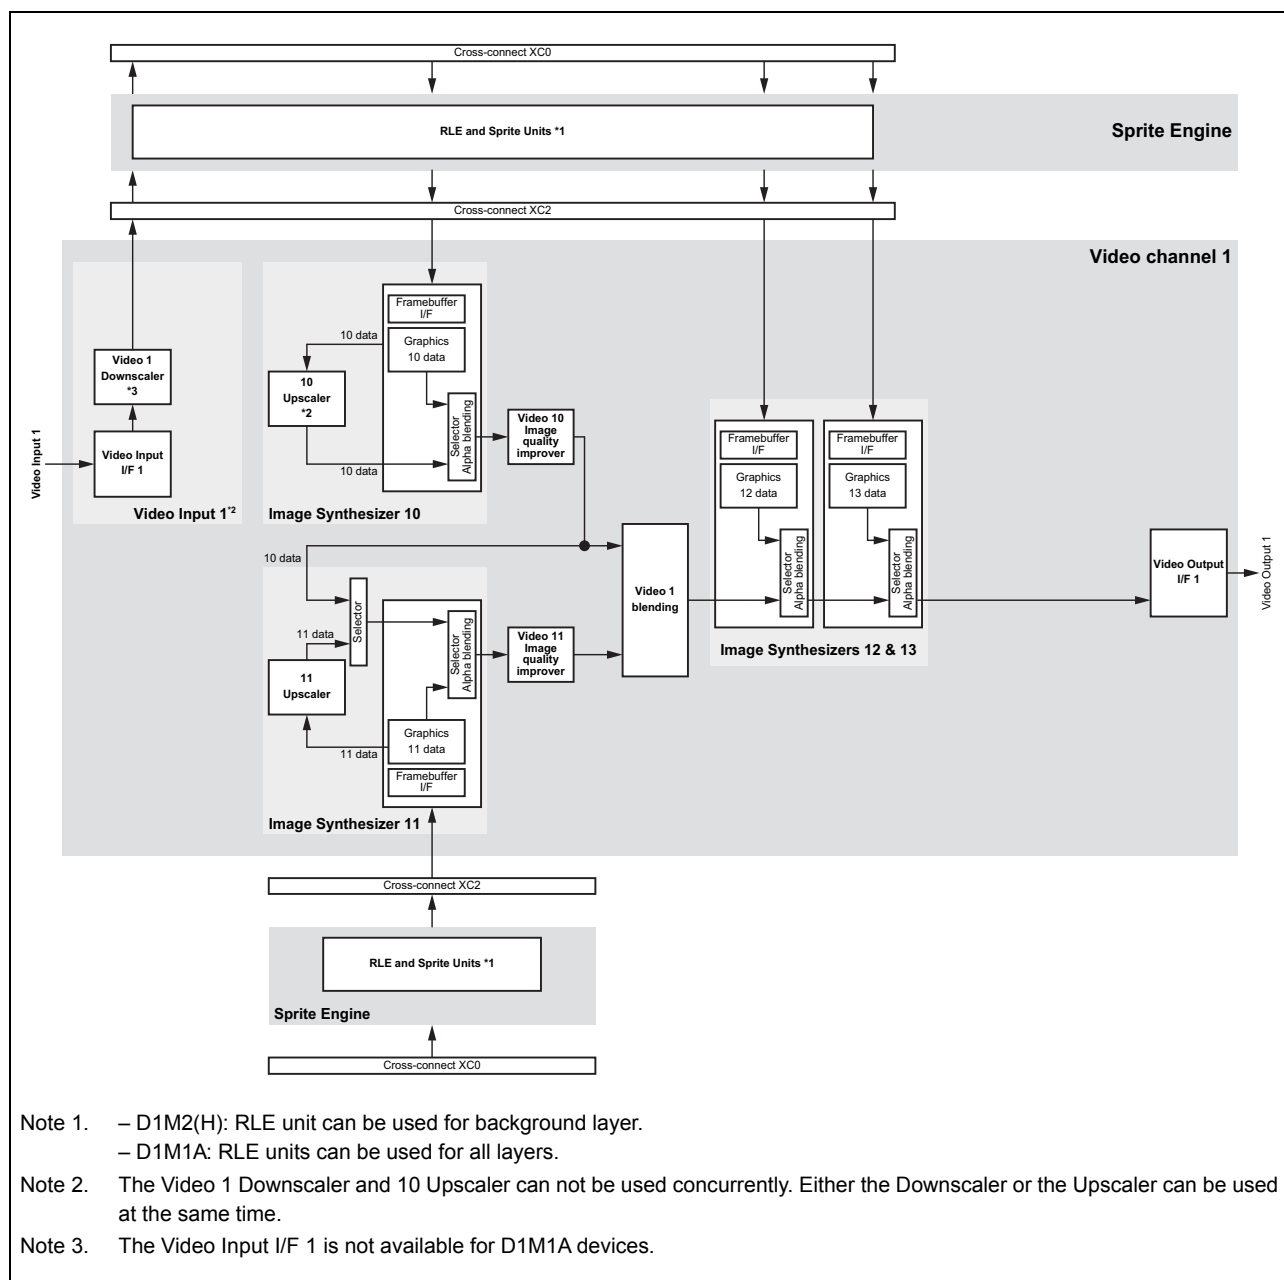 Cross-connect XC0
RLE and Sprite Units *1
Sprite Engine
Cross-connect XC2
Video channel 1
Framebuffer
I/F
10 data
Graphics
10 data
Video 1
Downscaler
*3
10
Upscaler
*2
Selector
Alpha blending
Video 10
Image
quality
improver
Video Input 1
Video Input
I/F 1
10 data
Video Input 1*2
Image Synthesizer 10
Framebuffer
I/F
Graphics
12 data
Selector
Alpha blending
Framebuffer
I/F
Graphics
13 data
Selector
Alpha blending
Image Synthesizers 12 & 13
10 data
Selector
11 data
11
Upscaler
Selector
Alpha blending
Video 11
Image
quality
improver
Video 1
blending
Video Output
I/F 1
Video Output 1
Graphics
11 data
11 data
Framebuffer
I/F
Image Synthesizer 11
Cross-connect XC2
RLE and Sprite Units *1
Sprite Engine
Cross-connect XC0
Note 1. – D1M2(H): RLE unit can be used for background layer.
– D1M1A: RLE units can be used for all layers.
Note 2. The Video 1 Downscaler and 10 Upscaler can not be used concurrently. Either the Downscaler or the Upscaler can be used
at the same time.
Note 3. The Video Input I/F 1 is not available for D1M1A devices.